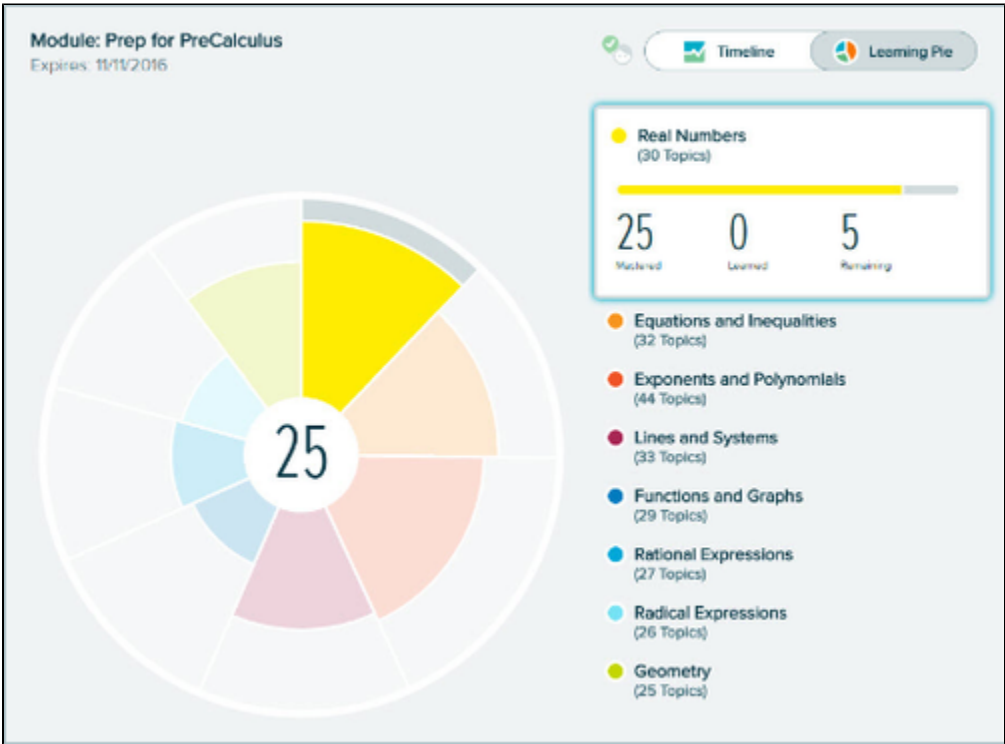 Module: Prep for PreCalculus
Expires: 11/11/2016
Timeline
Learning Pie
Real Numbers
(30 Topics)
25 0 5
Mastered Learned Remaining
25
Equations and Inequalities
(32 Topics)
Exponents and Polynomials
(44 Topics)
Lines and Systems
(33 Topics)
Functions and Graphs
(29 Topics)
Rational Expressions
(27 Topics)
Radical Expressions
(26 Topics)
Geometry
(25 Topics)